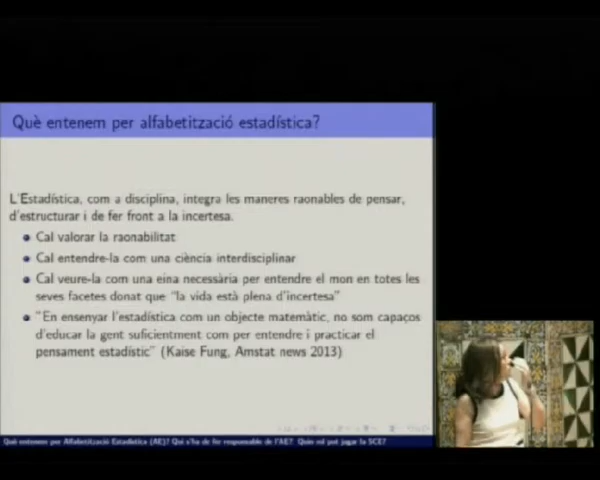 Què entenem per alfabetització estadística?
L'Estadística, com a disciplina, integra les maneres raonables de pensar,
d'estructurar i de fer front a la incertesa.
Cal valorar la raonabilitat
Cal entendre-la com una ciència interdisciplinar
Cal veure-la com una eina necessària per entendre el mon en totes les
seves facetes donat que "la vida està plena d'incertesa"
"En ensenyar l'estadística com un objecte matemàtic, no som capaços
d'educar la gent suficientment com per entendre i practicar el
pensament estadístic" (Kaise Fung, Amstat news 2013)
Què entenem per Alfabetització Estadística (AE)? Qui s'ha de fer responsable de l'AE? Quin rol pot jugar la SCE?